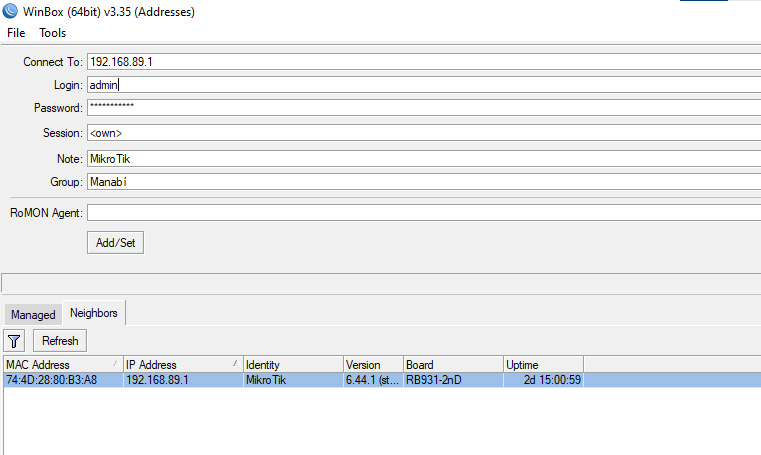 WinBox (64bit) v3.35 (Addresses)
File Tools
Connect To: 192.168.89.1
Login: admin
Password: ***********
Session: <own>
Note: MikroTik
Group: Manabí
RoMON Agent:
Add/Set
Managed Neighbors
Refresh
MAC Address IP Address Identity Version Board Uptime
74:4D:28:80:B3:A8 192.168.89.1 MikroTik 6.44.1 (st... RB931-2nD 2d 15:00:59